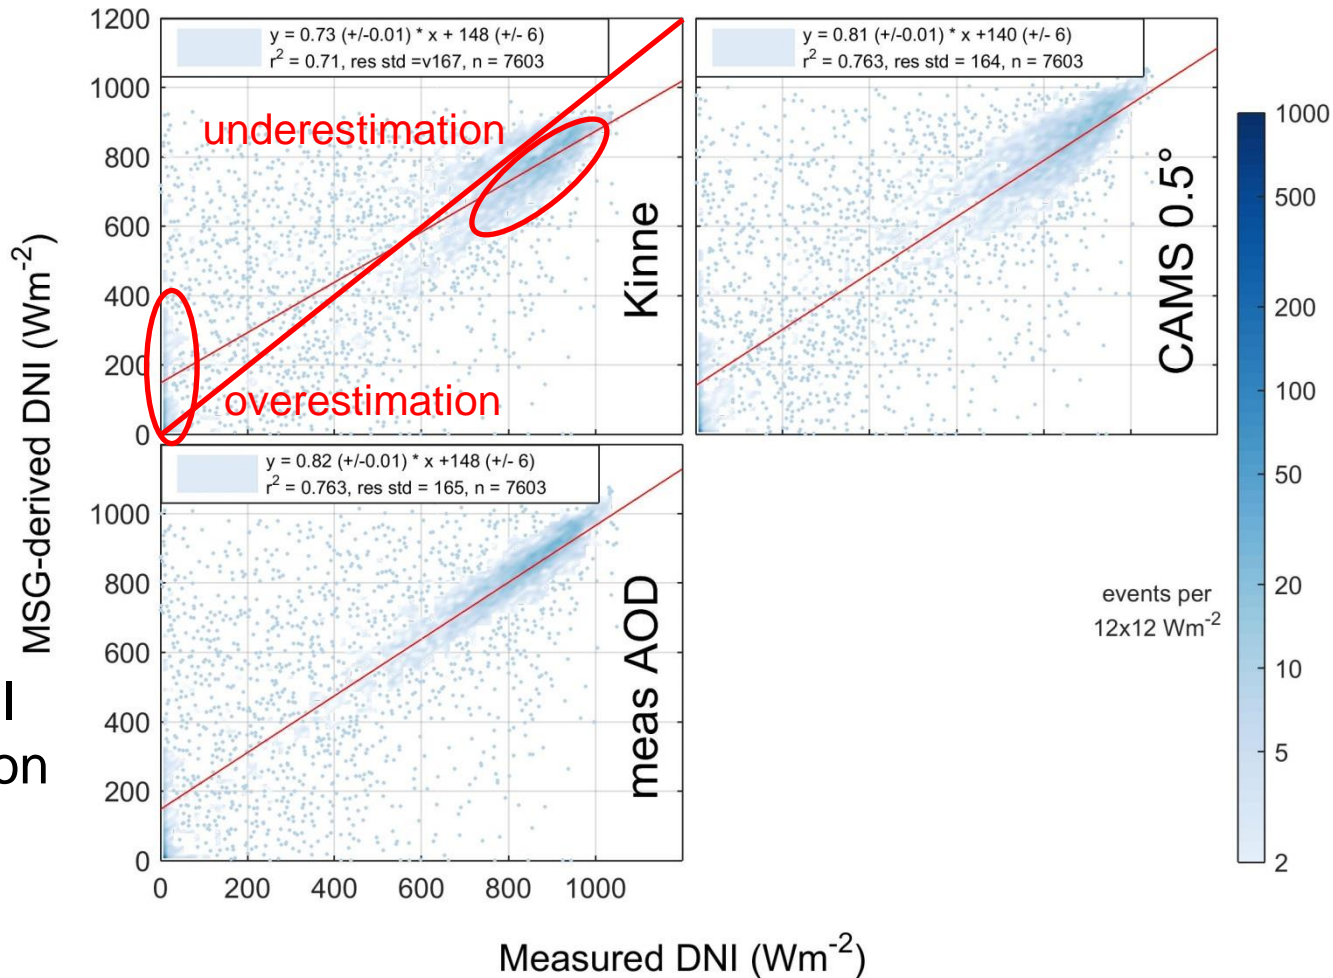 1200
1000
800
600
400
200
0
y = 0.73 (+/-0.01) * x + 148 (+/- 6)
r² = 0.71, res std =v167, n = 7603
underestimation
overestimation
Kinne
y = 0.81 (+/-0.01) * x +140 (+/- 6)
r² = 0.763, res std = 164, n = 7603
CAMS 0.5°
MSG-derived DNI (Wm⁻²)
1000
800
600
400
200
0
y = 0.82 (+/-0.01) * x +148 (+/- 6)
r² = 0.763, res std = 165, n = 7603
meas AOD
0 200 400 600 800 1000
Measured DNI (Wm⁻²)
1000
500
200
100
50
20
10
5
2
events per
12x12 Wm⁻²
on